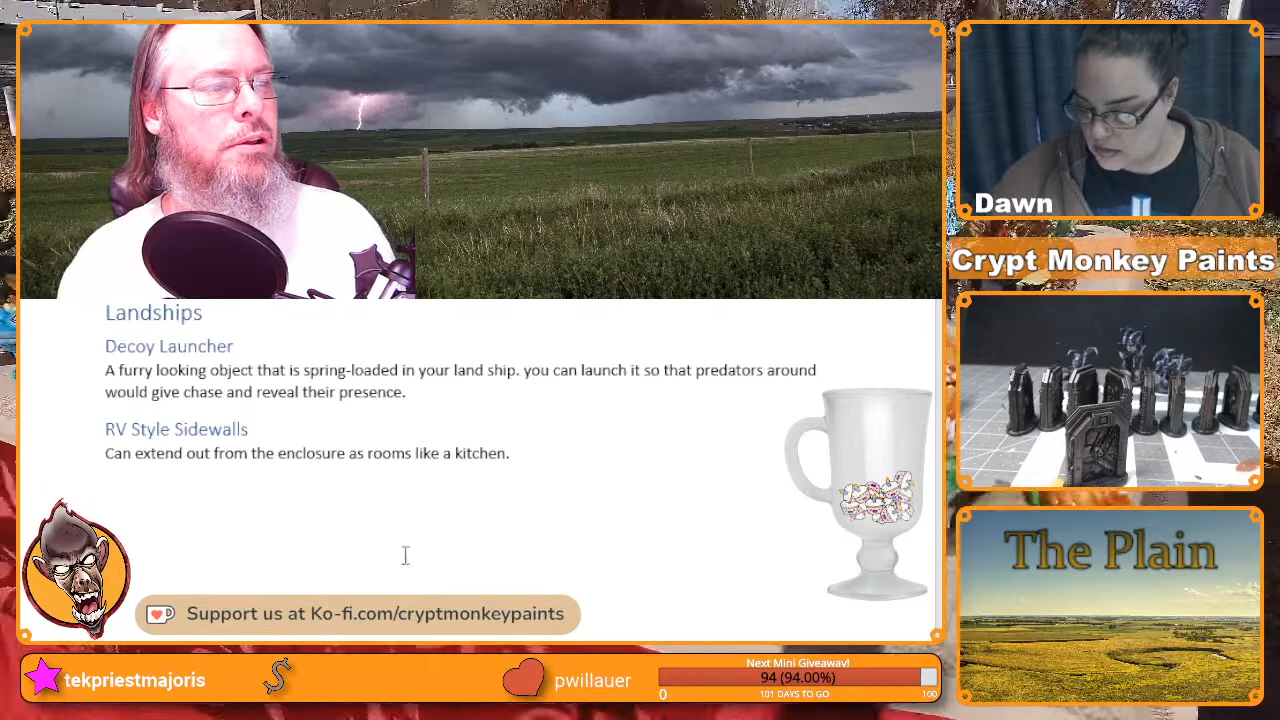 Landships
Decoy Launcher
A furry looking object that is spring-loaded in your land ship. you can launch it so that predators around
would give chase and reveal their presence.
RV Style Sidewalls
Can extend out from the enclosure as rooms like a kitchen.
Support us at Ko-fi.com/cryptmonkeypaints
Dawn
Crypt Monkey Paints
The Plain
tekpriestmajoris
pwillauer
Next Mini Giveaway!
94 (94.00%)
0
101 DAYS TO GO
100